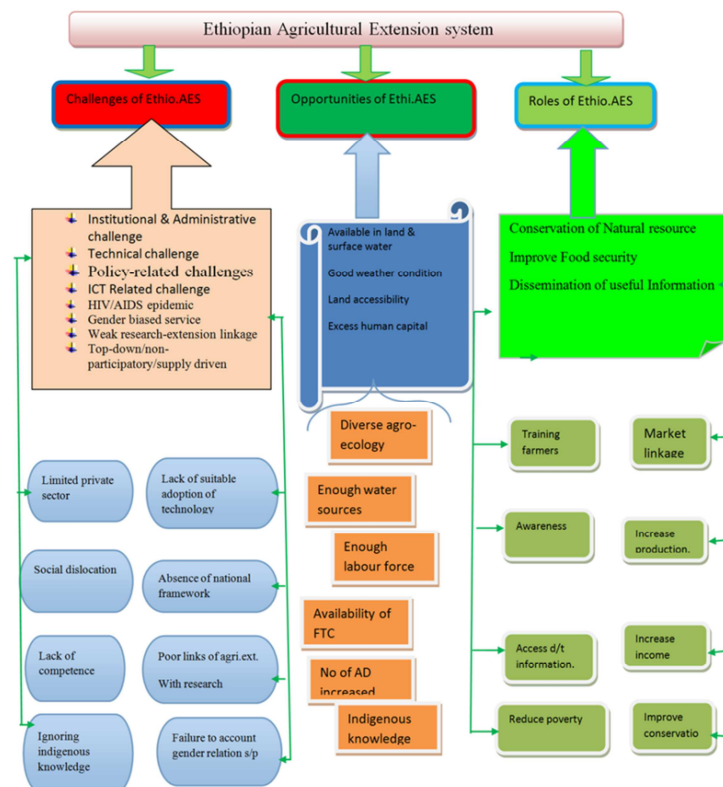 Ethiopian Agricultural Extension system
Challenges of Ethio.AES
Opportunities of Ethi.AES
Roles of Ethio.AES
Institutional & Administrative
challenge
Technical challenge
Policy-related challenges
ICT Related challenge
HIV/AIDS epidemic
Gender biased service
Weak research-extension linkage
Top-down/non-
participatory/supply driven
Available in land &
surface water
Good weather condition
Land accessibility
Excess human capital
Conservation of Natural resource
Improve Food security
Dissemination of useful Information
Limited private
sector
Lack of suitable
adoption of
technology
Social dislocation
Absence of national
framework
Lack of
competence
Poor links of agri.ext.
With research
Ignoring
indigenous
knowledge
Failure to account
gender relation s/p
Diverse agro-
ecology
Enough water
sources
Enough
labour force
Availability of
FTC
No of AD
increased
Indigenous
knowledge
Training
farmers
Market
linkage
Awareness
Increase
production.
Access d/t
information.
Increase
income
Reduce poverty
Improve
conservatio